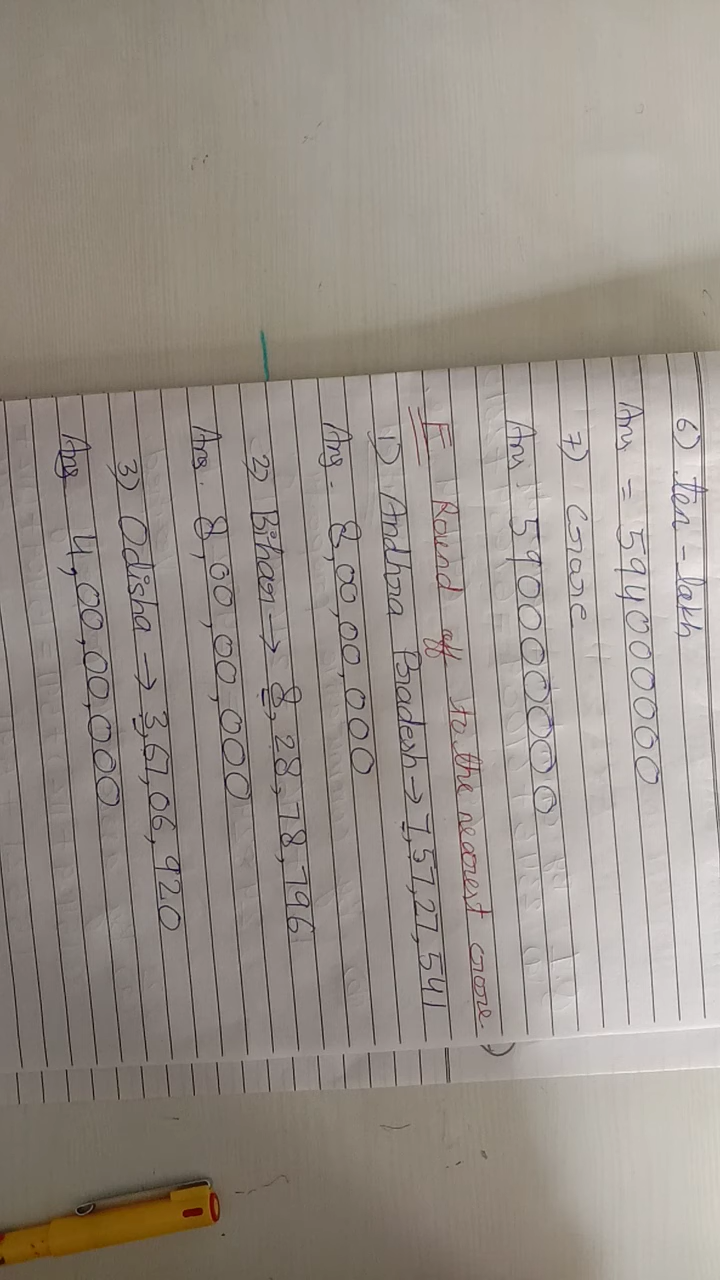 6) ten - lakh
Ans = 594000000
7) crore
Ans. 590000000
E Round off to the nearest crore.
1) Andhra Pradesh → 7,57,27,541
Ans. 8,00,00,000
2) Bihar → 8,28,78,796
Ans. 8,00,00,000
3) Odisha → 3,67,06,920
Ans 4,00,00,000